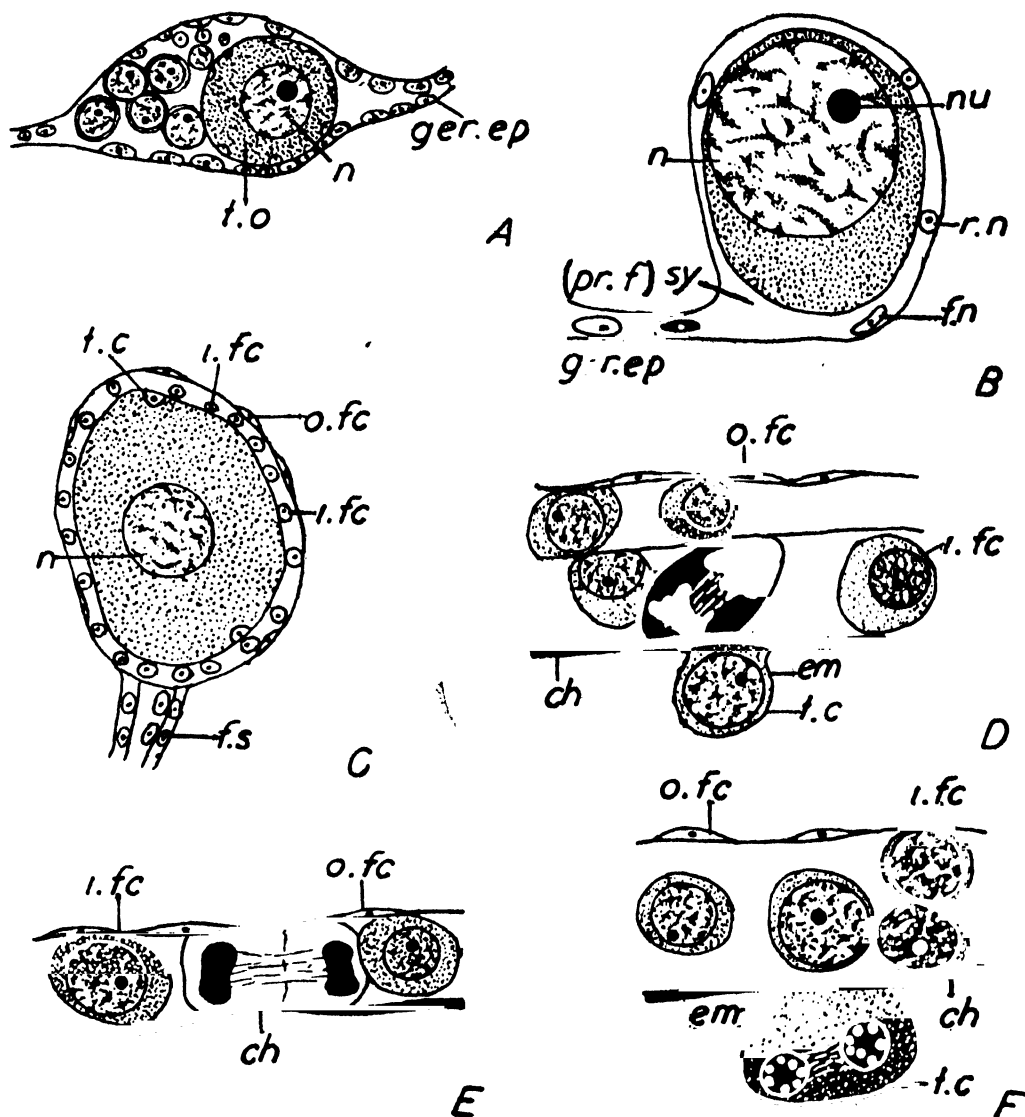 ger.ep
n
t.o
A
nu
n
r.n
(pr.f) sy
f.n
g r.ep
B
t.c
i.fc
o.fc
i.fc
n
f.s
C
o.fc
i.fc
em
ch
t.c
D
i.fc
o.fc
ch
E
o.fc
i.fc
em
ch
t.c
F